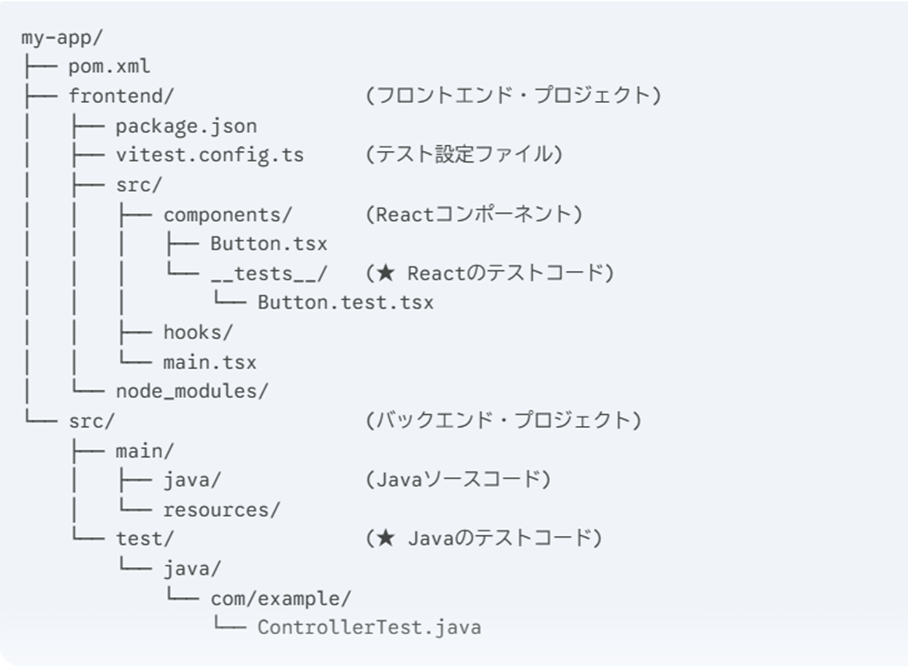 my-app/
├── pom.xml
├── frontend/                (フロントエンド・プロジェクト)
│   ├── package.json
│   ├── vitest.config.ts     (テスト設定ファイル)
│   ├── src/
│   │   ├── components/      (Reactコンポーネント)
│   │   │   ├── Button.tsx
│   │   │   └── __tests__/   (★ Reactのテストコード)
│   │   │       └── Button.test.tsx
│   │   ├── hooks/
│   │   └── main.tsx
│   └── node_modules/
└── src/                     (バックエンド・プロジェクト)
    ├── main/
    │   ├── java/            (Javaソースコード)
    │   └── resources/
    └── test/                (★ Javaのテストコード)
        └── java/
            └── com/example/
                └── ControllerTest.java